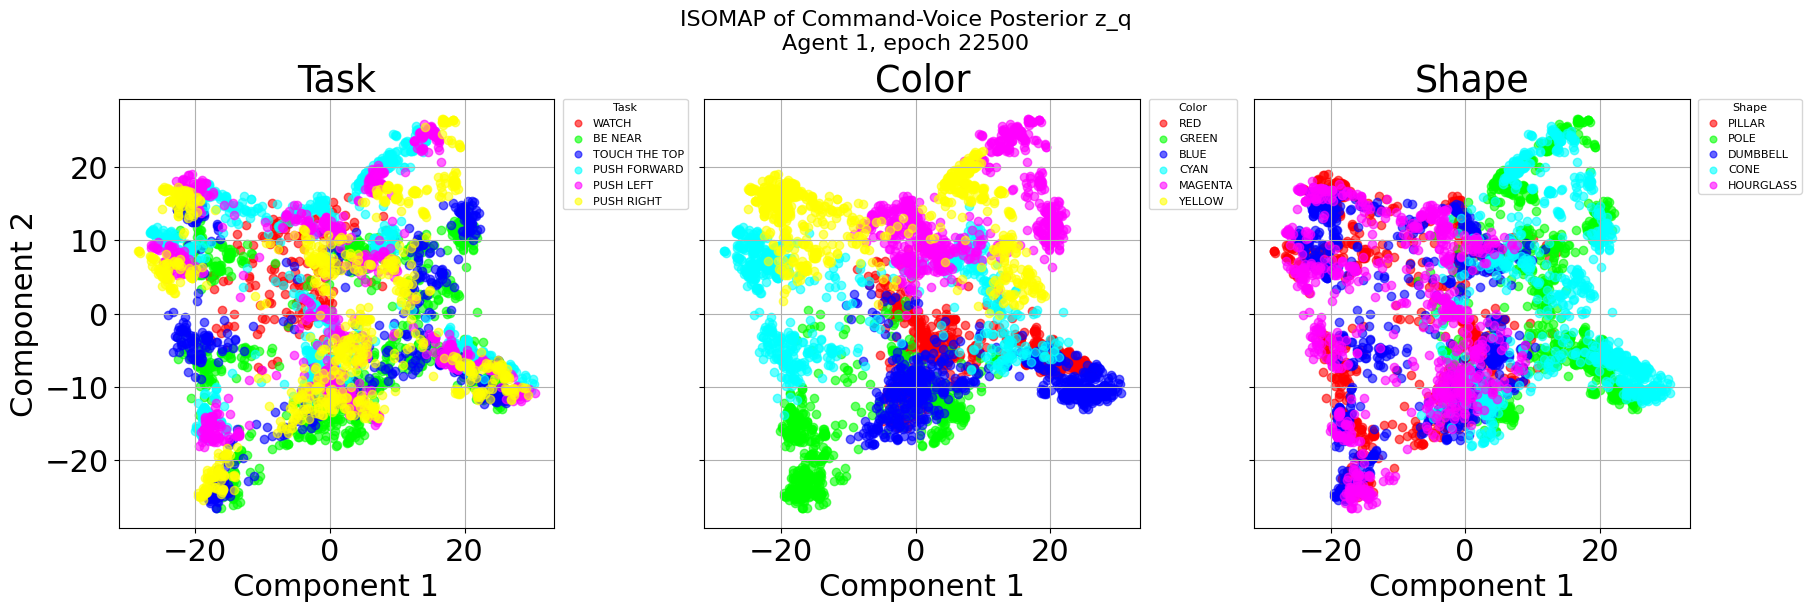 ISOMAP of Command-Voice Posterior z_q
Agent 1, epoch 22500
Task
Color
Shape
Task
WATCH
BE NEAR
TOUCH THE TOP
PUSH FORWARD
PUSH LEFT
PUSH RIGHT
Color
RED
GREEN
BLUE
CYAN
MAGENTA
YELLOW
Shape
PILLAR
POLE
DUMBBELL
CONE
HOURGLASS
Component 2
20
10
0
−10
−20
−20 0 20
−20 0 20
−20 0 20
Component 1
Component 1
Component 1